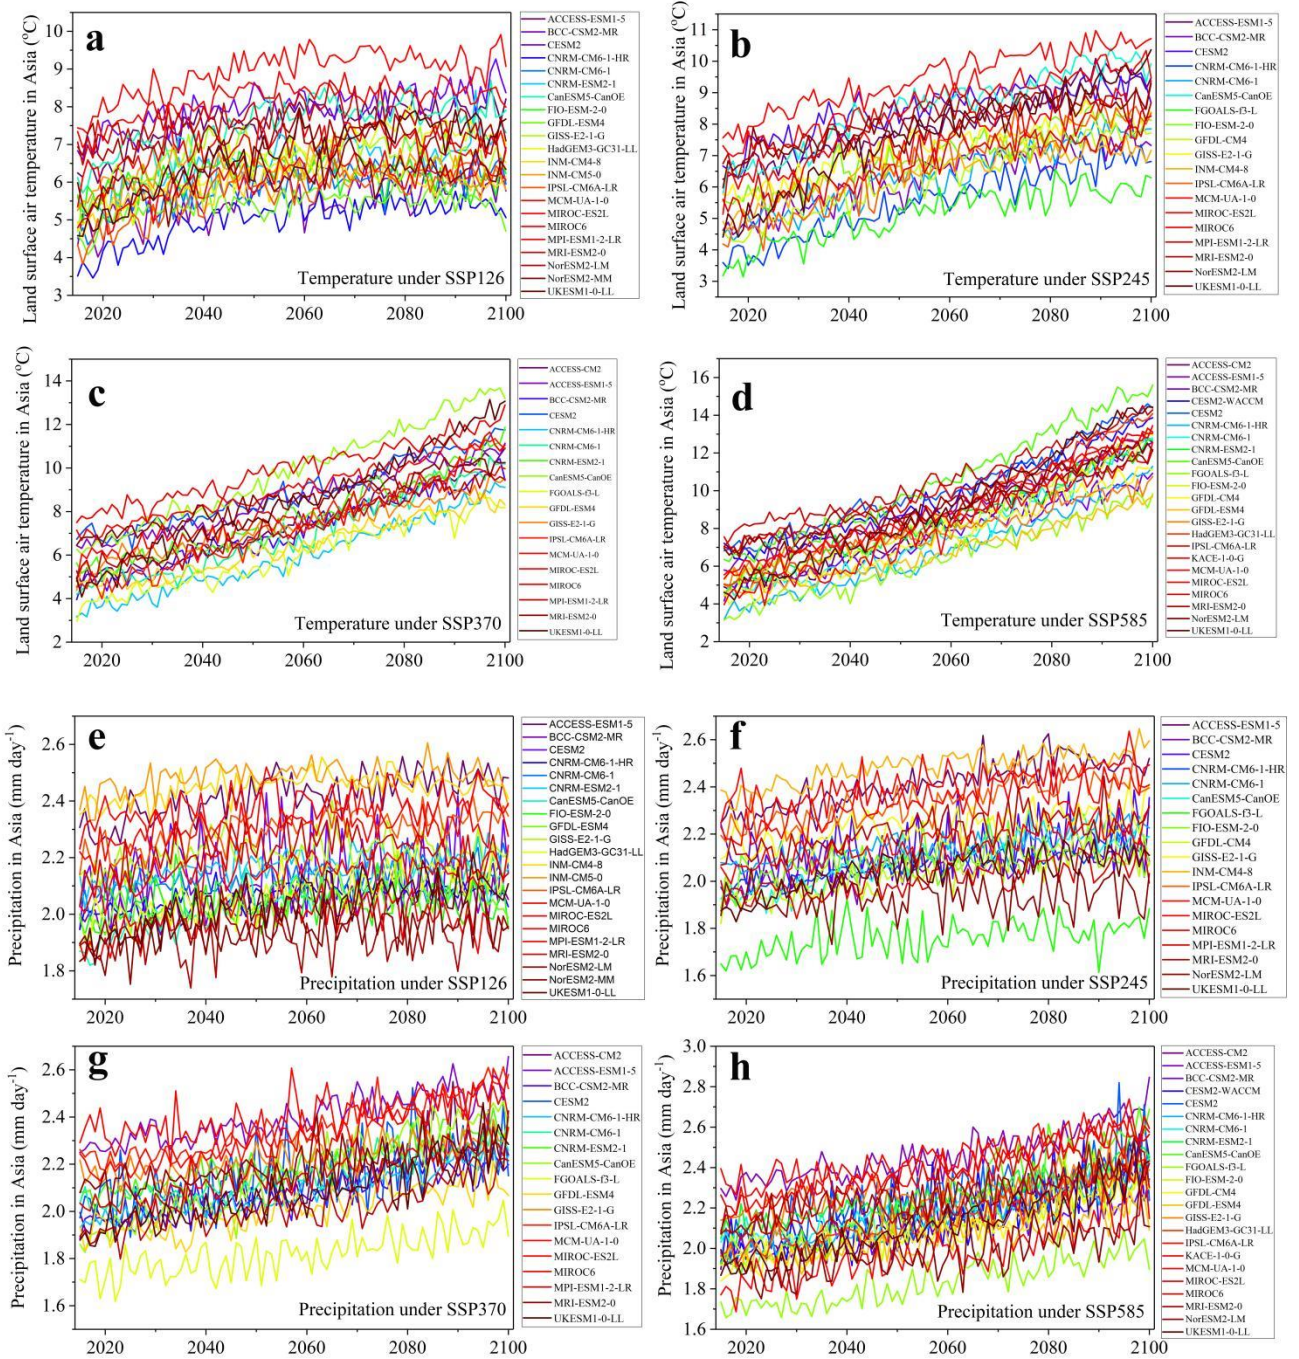 a
Land surface air temperature in Asia (°C)
10
9
8
7
6
5
4
3
2020
2040
2060
2080
2100
Temperature under SSP126
ACCESS-ESM1-5
BCC-CSM2-MR
CESM2
CNRM-CM6-1-HR
CNRM-CM6-1
CNRM-ESM2-1
CanESM5-CanOE
FIO-ESM-2-0
GFDL-ESM4
GISS-E2-1-G
HadGEM3-GC31-LL
INM-CM4-8
INM-CM5-0
IPSL-CM6A-LR
MCM-UA-1-0
MIROC-ES2L
MIROC6
MPI-ESM1-2-LR
MRI-ESM2-0
NorESM2-LM
NorESM2-MM
UKESM1-0-LL
b
Land surface air temperature in Asia (°C)
11
10
9
8
7
6
5
4
3
2020
2040
2060
2080
2100
Temperature under SSP245
ACCESS-ESM1-5
BCC-CSM2-MR
CESM2
CNRM-CM6-1-HR
CNRM-CM6-1
CanESM5-CanOE
FGOALS-f3-L
FIO-ESM-2-0
GFDL-CM4
GISS-E2-1-G
INM-CM4-8
IPSL-CM6A-LR
MCM-UA-1-0
MIROC-ES2L
MIROC6
MPI-ESM1-2-LR
MRI-ESM2-0
NorESM2-LM
UKESM1-0-LL
c
Land surface air temperature in Asia (°C)
14
12
10
8
6
4
2
2020
2040
2060
2080
2100
Temperature under SSP370
ACCESS-CM2
ACCESS-ESM1-5
BCC-CSM2-MR
CESM2
CNRM-CM6-1-HR
CNRM-CM6-1
CNRM-ESM2-1
CanESM5-CanOE
FGOALS-f3-L
GFDL-ESM4
GISS-E2-1-G
IPSL-CM6A-LR
MCM-UA-1-0
MIROC-ES2L
MIROC6
MPI-ESM1-2-LR
MRI-ESM2-0
UKESM1-0-LL
d
Land surface air temperature in Asia (°C)
16
14
12
10
8
6
4
2
2020
2040
2060
2080
2100
Temperature under SSP585
ACCESS-CM2
ACCESS-ESM1-5
BCC-CSM2-MR
CESM2-WACCM
CESM2
CNRM-CM6-1-HR
CNRM-CM6-1
CNRM-ESM2-1
CanESM5-CanOE
FGOALS-f3-L
FIO-ESM-2-0
GFDL-CM4
GFDL-ESM4
GISS-E2-1-G
HadGEM3-GC31-LL
IPSL-CM6A-LR
KACE-1-0-G
MCM-UA-1-0
MIROC-ES2L
MIROC6
MRI-ESM2-0
NorESM2-LM
UKESM1-0-LL
e
Precipitation in Asia (mm day-1)
2.6
2.4
2.2
2.0
1.8
2020
2040
2060
2080
2100
Precipitation under SSP126
ACCESS-ESM1-5
BCC-CSM2-MR
CESM2
CNRM-CM6-1-HR
CNRM-CM6-1
CNRM-ESM2-1
CanESM5-CanOE
FIO-ESM-2-0
GFDL-ESM4
GISS-E2-1-G
HadGEM3-GC31-LL
INM-CM4-8
INM-CM5-0
IPSL-CM6A-LR
MCM-UA-1-0
MIROC-ES2L
MIROC6
MPI-ESM1-2-LR
MRI-ESM2-0
NorESM2-LM
NorESM2-MM
UKESM1-0-LL
f
Precipitation in Asia (mm day-1)
2.6
2.4
2.2
2.0
1.8
1.6
2020
2040
2060
2080
2100
Precipitation under SSP245
ACCESS-ESM1-5
BCC-CSM2-MR
CESM2
CNRM-CM6-1-HR
CNRM-CM6-1
CanESM5-CanOE
FGOALS-f3-L
FIO-ESM-2-0
GFDL-CM4
GISS-E2-1-G
INM-CM4-8
IPSL-CM6A-LR
MCM-UA-1-0
MIROC-ES2L
MIROC6
MPI-ESM1-2-LR
MRI-ESM2-0
NorESM2-LM
UKESM1-0-LL
g
Precipitation in Asia (mm day-1)
2.6
2.4
2.2
2.0
1.8
1.6
2020
2040
2060
2080
2100
Precipitation under SSP370
ACCESS-CM2
ACCESS-ESM1-5
BCC-CSM2-MR
CESM2
CNRM-CM6-1-HR
CNRM-CM6-1
CNRM-ESM2-1
CanESM5-CanOE
FGOALS-f3-L
GFDL-ESM4
GISS-E2-1-G
IPSL-CM6A-LR
MCM-UA-1-0
MIROC-ES2L
MIROC6
MPI-ESM1-2-LR
MRI-ESM2-0
UKESM1-0-LL
h
Precipitation in Asia (mm day-1)
3.0
2.8
2.6
2.4
2.2
2.0
1.8
1.6
2020
2040
2060
2080
2100
Precipitation under SSP585
ACCESS-CM2
ACCESS-ESM1-5
BCC-CSM2-MR
CESM2-WACCM
CESM2
CNRM-CM6-1-HR
CNRM-CM6-1
CNRM-ESM2-1
CanESM5-CanOE
FGOALS-f3-L
FIO-ESM-2-0
GFDL-CM4
GFDL-ESM4
GISS-E2-1-G
HadGEM3-GC31-LL
IPSL-CM6A-LR
KACE-1-0-G
MCM-UA-1-0
MIROC-ES2L
MIROC6
MRI-ESM2-0
NorESM2-LM
UKESM1-0-LL